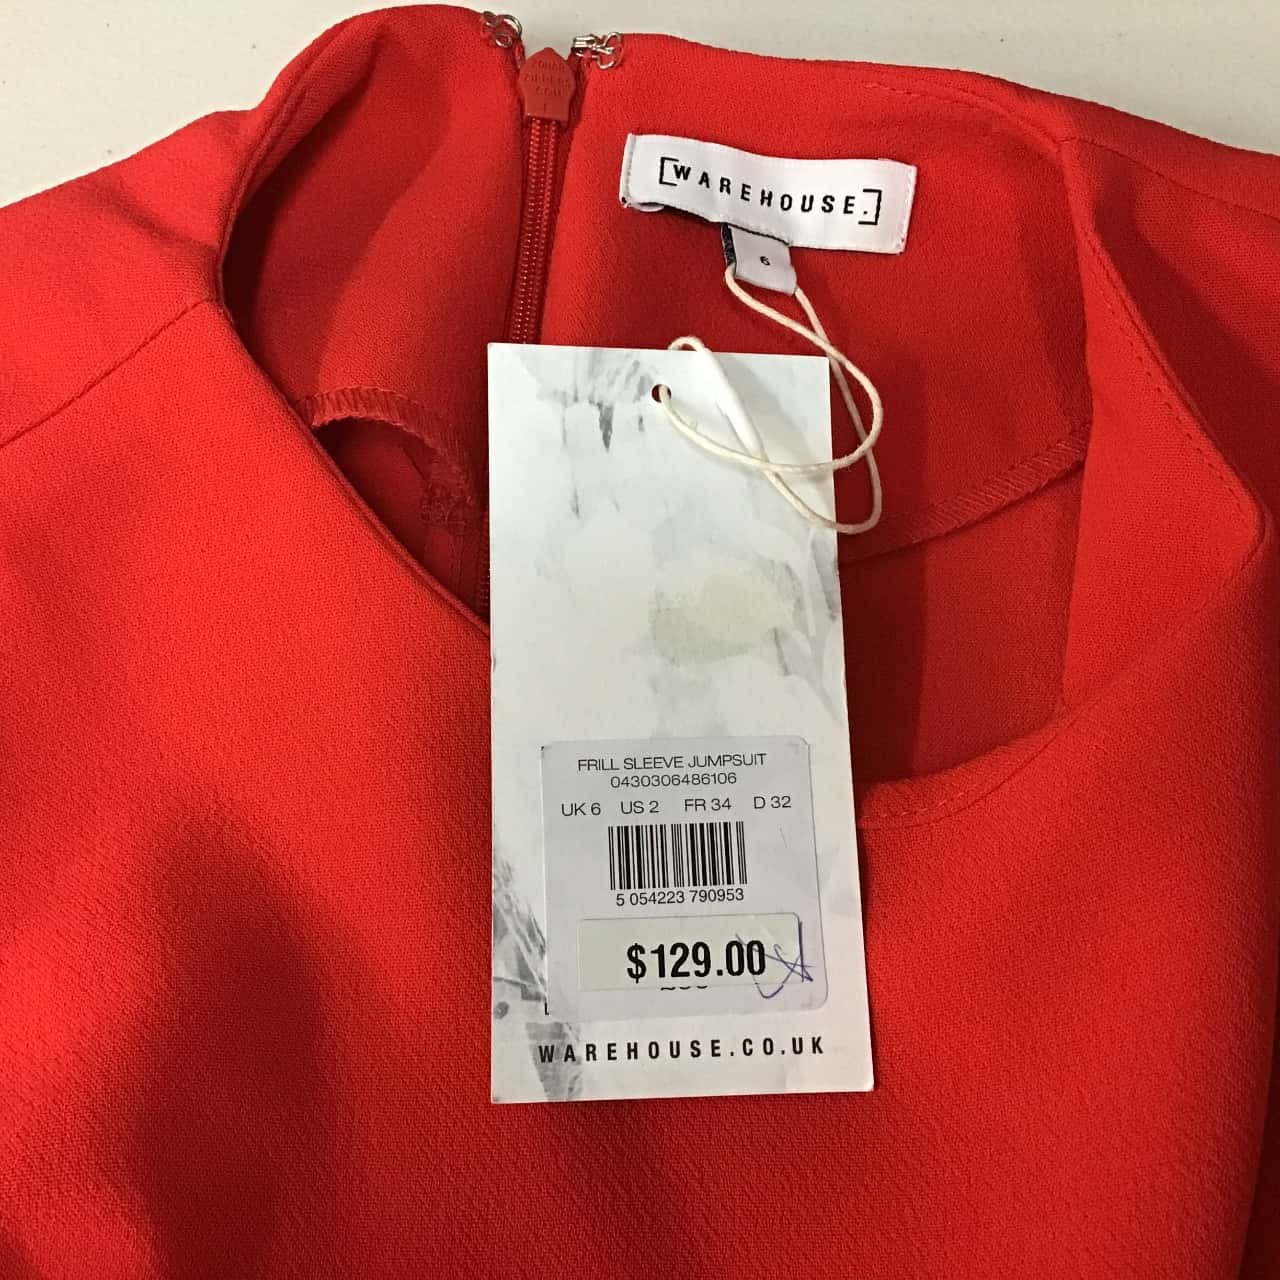 [WAREHOUSE.]
6
FRILL SLEEVE JUMPSUIT
0430306486106
UK 6 US 2 FR 34 D 32
5 054223 790953
$129.00
WAREHOUSE.CO.UK